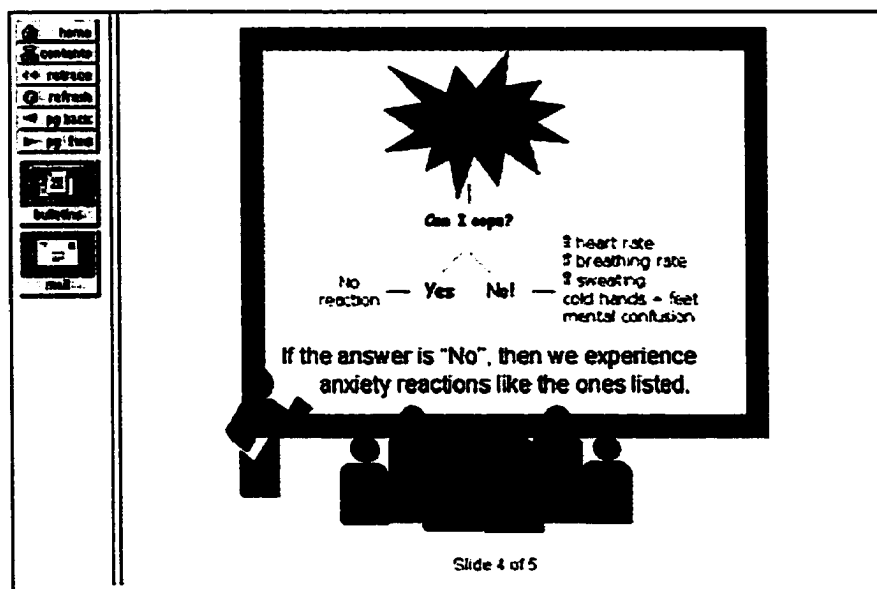 home
contents
retrace
refresh
pg back
pg fwd
bulletins
mail
Can I cope?
No
reaction
Yes
No!
heart rate
breathing rate
sweating
cold hands + feet
mental confusion
If the answer is "No", then we experience
anxiety reactions like the ones listed.
Slide 4 of 5